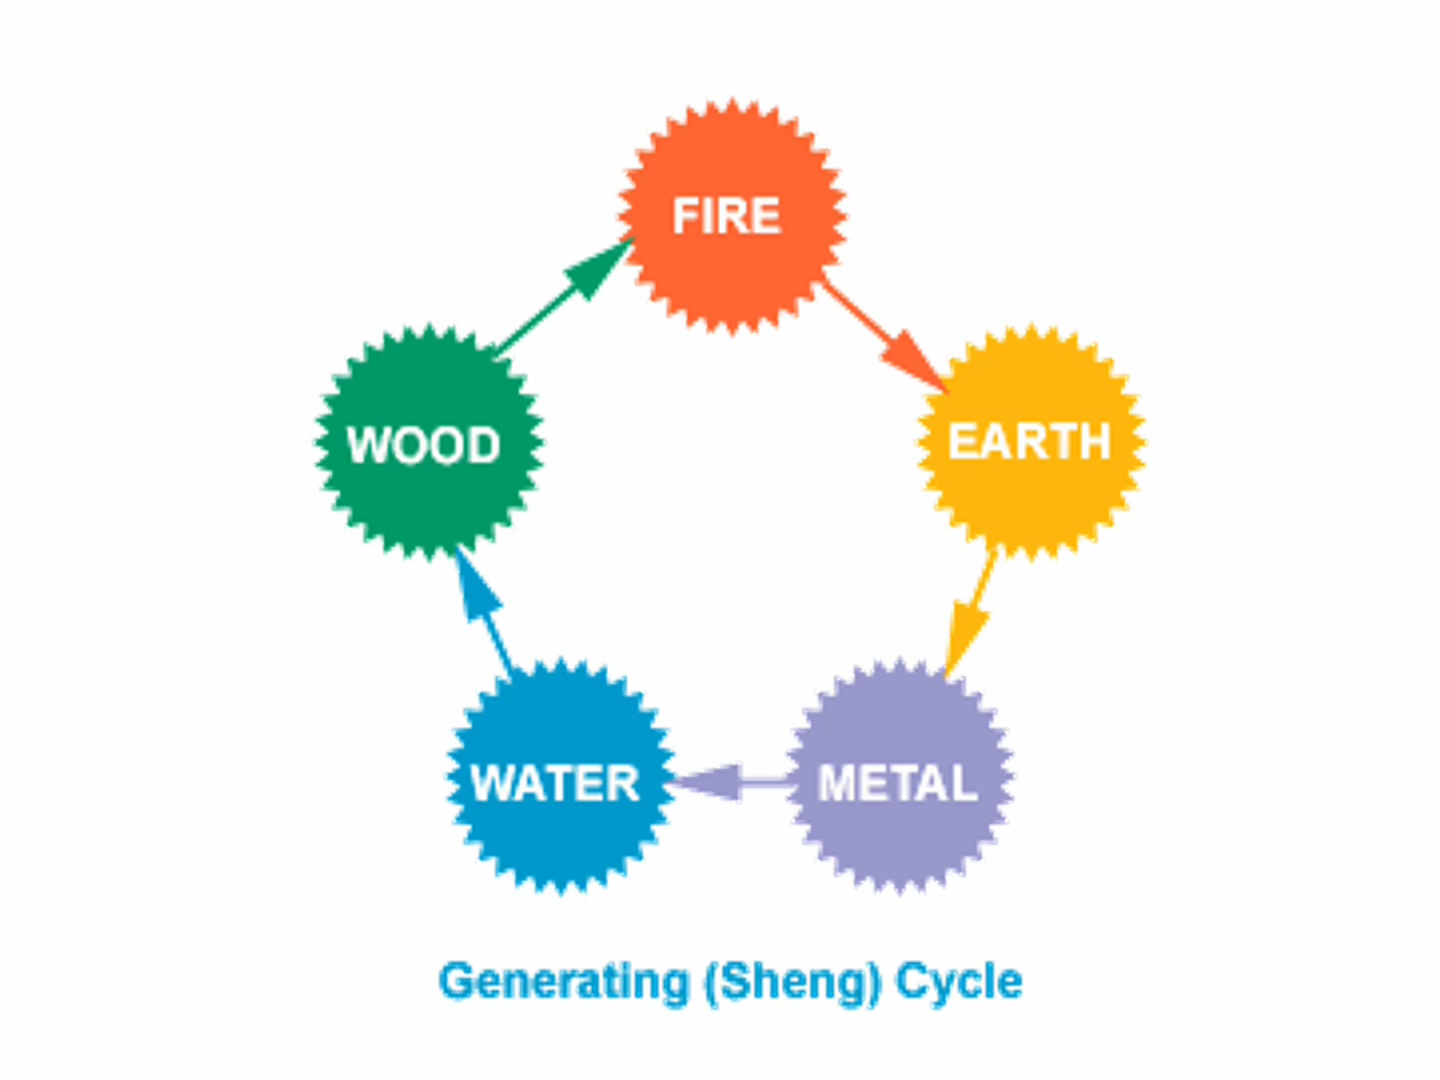 FIRE
WOOD
EARTH
WATER
METAL
Generating (Sheng) Cycle